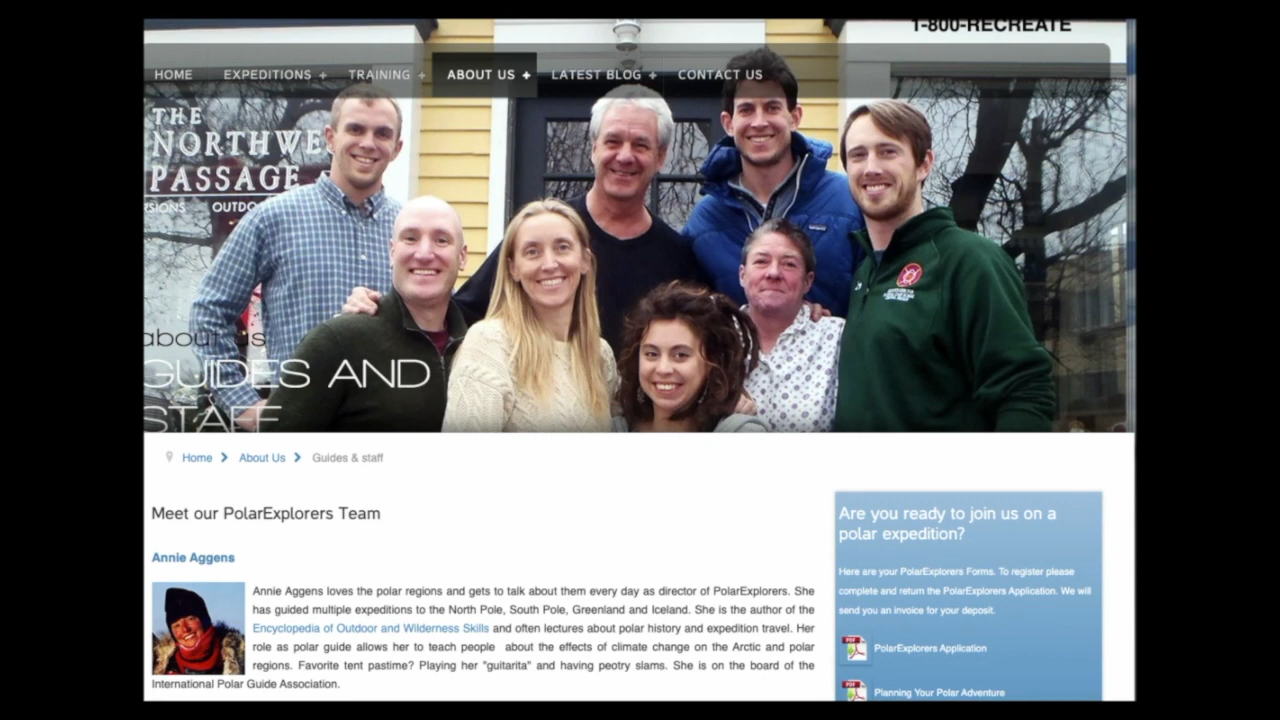 1-800-RECREATE
HOME EXPEDITIONS + TRAINING + ABOUT US + LATEST BLOG + CONTACT US
THE
NORTHWE
PASSAGE
RSIONS OUTDO
about us
GUIDES AND
STAFF
Home > About Us > Guides & staff
Meet our PolarExplorers Team
Annie Aggens
Annie Aggens loves the polar regions and gets to talk about them every day as director of PolarExplorers. She
has guided multiple expeditions to the North Pole, South Pole, Greenland and Iceland. She is the author of the
Encyclopedia of Outdoor and Wilderness Skills and often lectures about polar history and expedition travel. Her
role as polar guide allows her to teach people about the effects of climate change on the Arctic and polar
regions. Favorite tent pastime? Playing her "guitarita" and having peotry slams. She is on the board of the
International Polar Guide Association.
Are you ready to join us on a
polar expedition?
Here are your PolarExplorers Forms. To register please
complete and return the PolarExplorers Application. We will
send you an invoice for your deposit.
PDF PolarExplorers Application
PDF Planning Your Polar Adventure